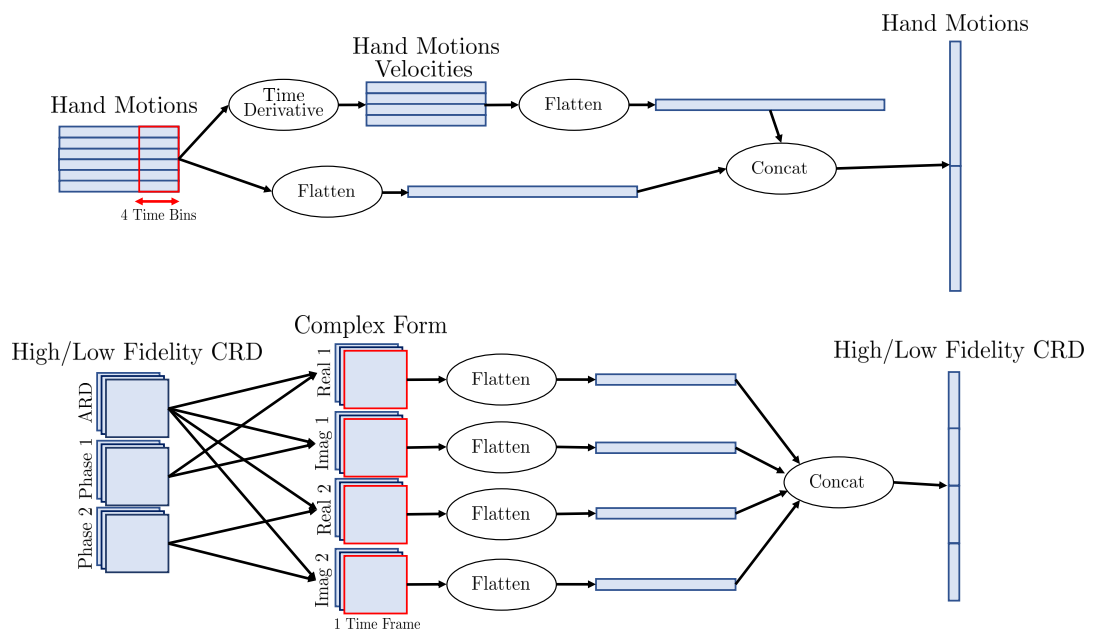 Hand Motions
Hand Motions
Velocities
Hand Motions
Time
Derivative
Flatten
Flatten
Concat
4 Time Bins
Complex Form
High/Low Fidelity CRD
High/Low Fidelity CRD
ARD
Phase 1
Phase 2
Real 1
Imag 1
Real 2
Imag 2
Flatten
Flatten
Flatten
Flatten
Concat
1 Time Frame